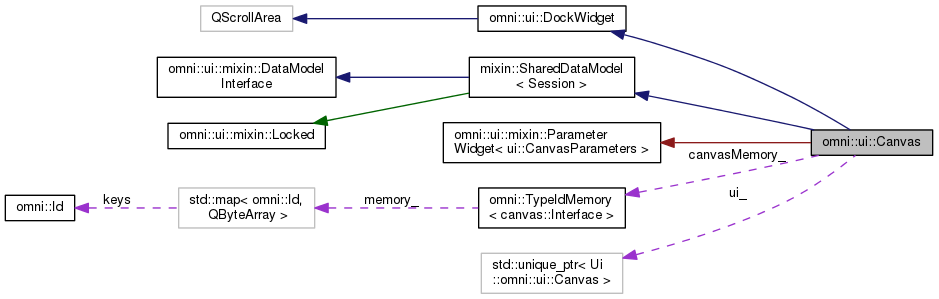 QScrollArea
omni::ui::DockWidget
omni::ui::mixin::DataModel
Interface
mixin::SharedDataModel
< Session >
omni::ui::mixin::Locked
omni::ui::mixin::Parameter
Widget< ui::CanvasParameters >
omni::ui::Canvas
canvasMemory_
omni::Id
keys
std::map< omni::Id,
QByteArray >
memory_
omni::TypeIdMemory
< canvas::Interface >
ui_
std::unique_ptr< Ui
::omni::ui::Canvas >